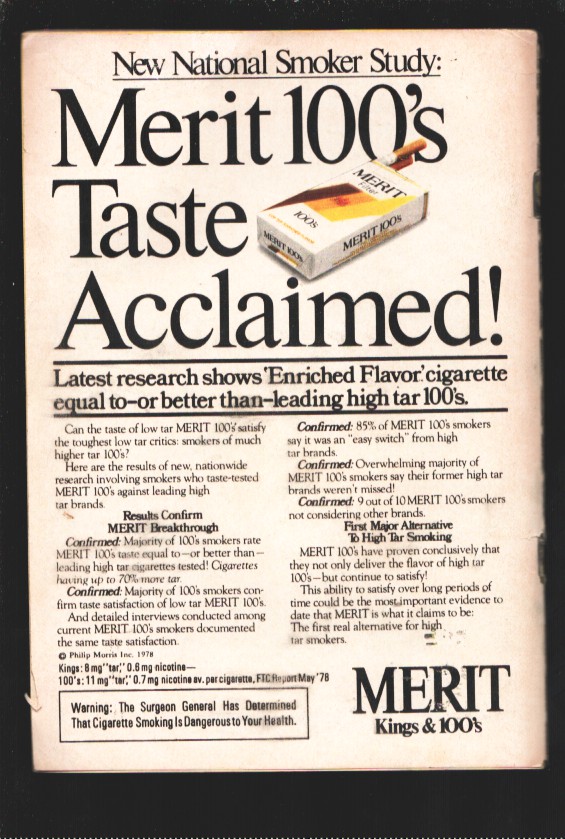 New National Smoker Study:
Merit 100's
Taste
Acclaimed!
MERIT
Filter
100's
MERIT 100's
MERIT 100's
Latest research shows 'Enriched Flavor' cigarette
equal to–or better than–leading high tar 100's.
Can the taste of low tar MERIT 100's satisfy
the toughest low tar critics: smokers of much
higher tar 100's?
Here are the results of new, nationwide
research involving smokers who taste-tested
MERIT 100's against leading high
tar brands.
Results Confirm
MERIT Breakthrough
Confirmed: Majority of 100's smokers rate
MERIT 100's taste equal to—or better than—
leading high tar cigarettes tested! Cigarettes
having up to 70% more tar.
Confirmed: Majority of 100's smokers con-
firm taste satisfaction of low tar MERIT 100's.
And detailed interviews conducted among
current MERIT 100's smokers documented
the same taste satisfaction.
Confirmed: 85% of MERIT 100's smokers
say it was an "easy switch" from high
tar brands.
Confirmed: Overwhelming majority of
MERIT 100's smokers say their former high tar
brands weren't missed!
Confirmed: 9 out of 10 MERIT 100's smokers
not considering other brands.
First Major Alternative
To High Tar Smoking
MERIT 100's have proven conclusively that
they not only deliver the flavor of high tar
100's—but continue to satisfy!
This ability to satisfy over long periods of
time could be the most important evidence to
date that MERIT is what it claims to be:
The first real alternative for high
tar smokers.
© Philip Morris Inc. 1978
Kings: 8 mg "tar," 0.6 mg nicotine—
100's: 11 mg "tar," 0.7 mg nicotine av. per cigarette, FTC Report May '78
Warning: The Surgeon General Has Determined
That Cigarette Smoking Is Dangerous to Your Health.
MERIT
Kings & 100's